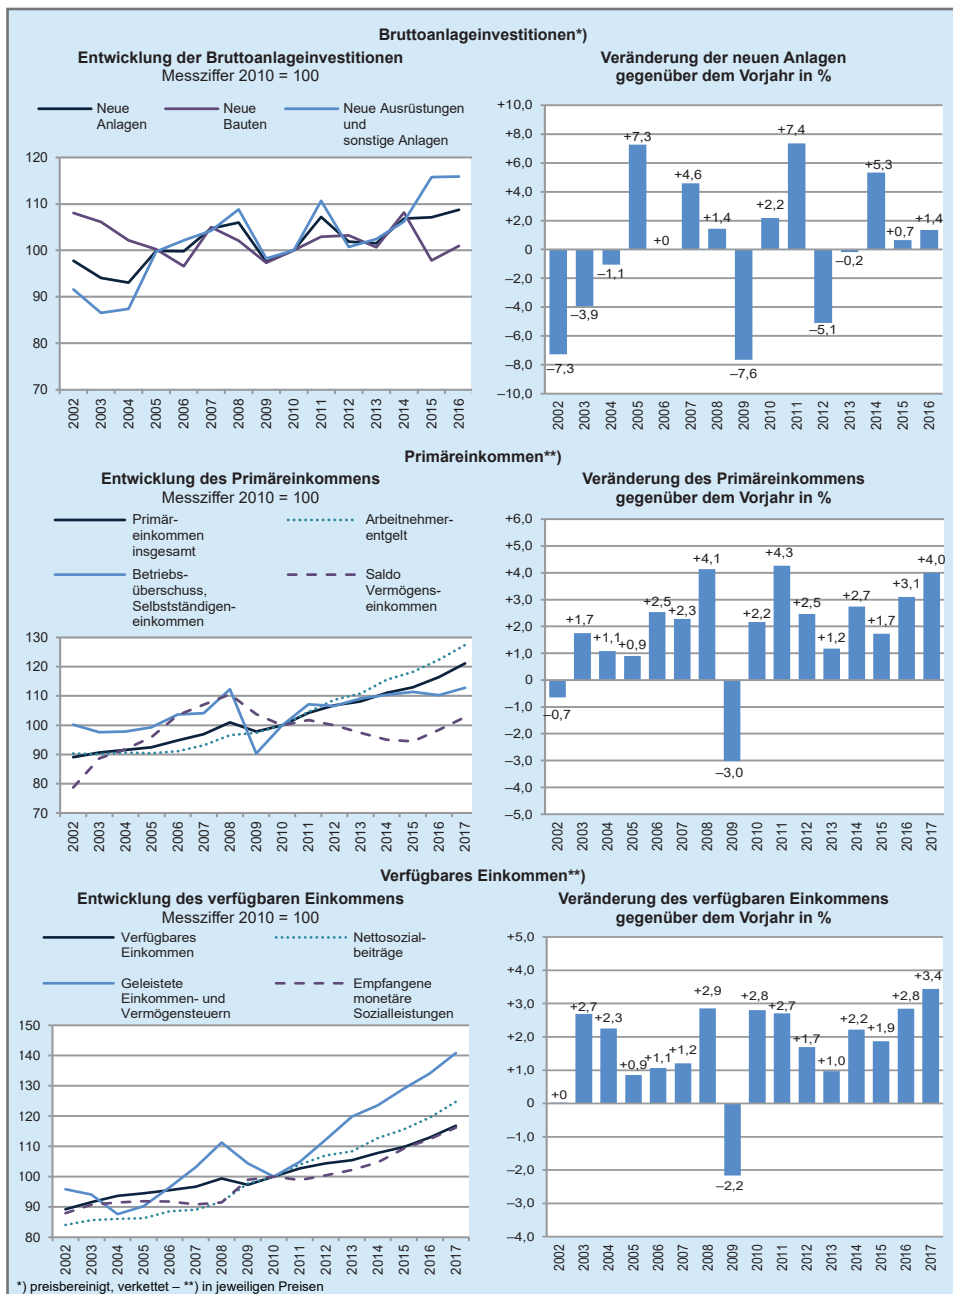 Bruttoanlageinvestitionen*)
Entwicklung der Bruttoanlageinvestitionen
Messziffer 2010 = 100
Neue
Anlagen
Neue
Bauten
Neue Ausrüstungen
und
sonstige Anlagen
120
110
100
90
80
70
2002 2003 2004 2005 2006 2007 2008 2009 2010 2011 2012 2013 2014 2015 2016
Veränderung der neuen Anlagen
gegenüber dem Vorjahr in %
+10,0
+8,0
+6,0
+4,0
+2,0
0
–2,0
–4,0
–6,0
–8,0
–10,0
–7,3 –3,9 –1,1 +7,3 +0 +4,6 +1,4 –7,6 +2,2 +7,4 –5,1 –0,2 +5,3 +0,7 +1,4
2002 2003 2004 2005 2006 2007 2008 2009 2010 2011 2012 2013 2014 2015 2016
Primäreinkommen**)
Entwicklung des Primäreinkommens
Messziffer 2010 = 100
Primär-
einkommen
insgesamt
Arbeitnehmer-
entgelt
Betriebs-
überschuss,
Selbstständigen-
einkommen
Saldo
Vermögens-
einkommen
130
120
110
100
90
80
70
2002 2003 2004 2005 2006 2007 2008 2009 2010 2011 2012 2013 2014 2015 2016 2017
Veränderung des Primäreinkommens
gegenüber dem Vorjahr in %
+6,0
+5,0
+4,0
+3,0
+2,0
+1,0
0
–1,0
–2,0
–3,0
–4,0
–5,0
–0,7 +1,7 +1,1 +0,9 +2,5 +2,3 +4,1 –3,0 +2,2 +4,3 +2,5 +1,2 +2,7 +1,7 +3,1 +4,0
2002 2003 2004 2005 2006 2007 2008 2009 2010 2011 2012 2013 2014 2015 2016 2017
Verfügbares Einkommen**)
Entwicklung des verfügbaren Einkommens
Messziffer 2010 = 100
Verfügbares
Einkommen
Nettosozial-
beiträge
Geleistete
Einkommen- und
Vermögensteuern
Empfangene
monetäre
Sozialleistungen
150
140
130
120
110
100
90
80
2002 2003 2004 2005 2006 2007 2008 2009 2010 2011 2012 2013 2014 2015 2016 2017
Veränderung des verfügbaren Einkommens
gegenüber dem Vorjahr in %
+5,0
+4,0
+3,0
+2,0
+1,0
0
–1,0
–2,0
–3,0
–4,0
+0 +2,7 +2,3 +0,9 +1,1 +1,2 +2,9 –2,2 +2,8 +2,7 +1,7 +1,0 +2,2 +1,9 +2,8 +3,4
2002 2003 2004 2005 2006 2007 2008 2009 2010 2011 2012 2013 2014 2015 2016 2017
*) preisbereinigt, verkettet – **) in jeweiligen Preisen